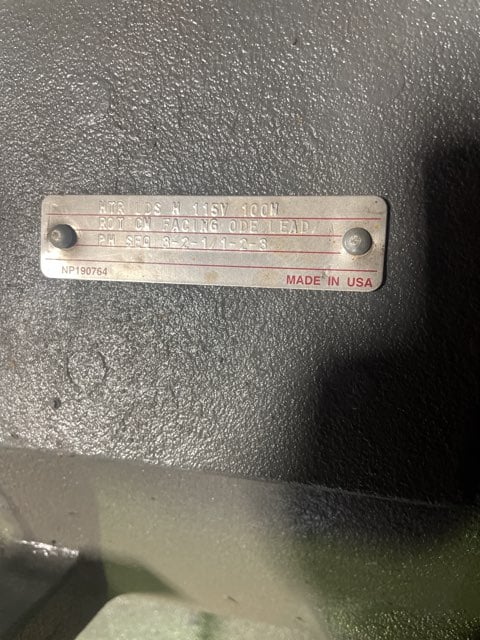 HTR LDS H 115V 100W
ROT CW FACING ODE LEAD/
PH SEQ 3-2-1/1-2-3
NP190764
MADE IN USA